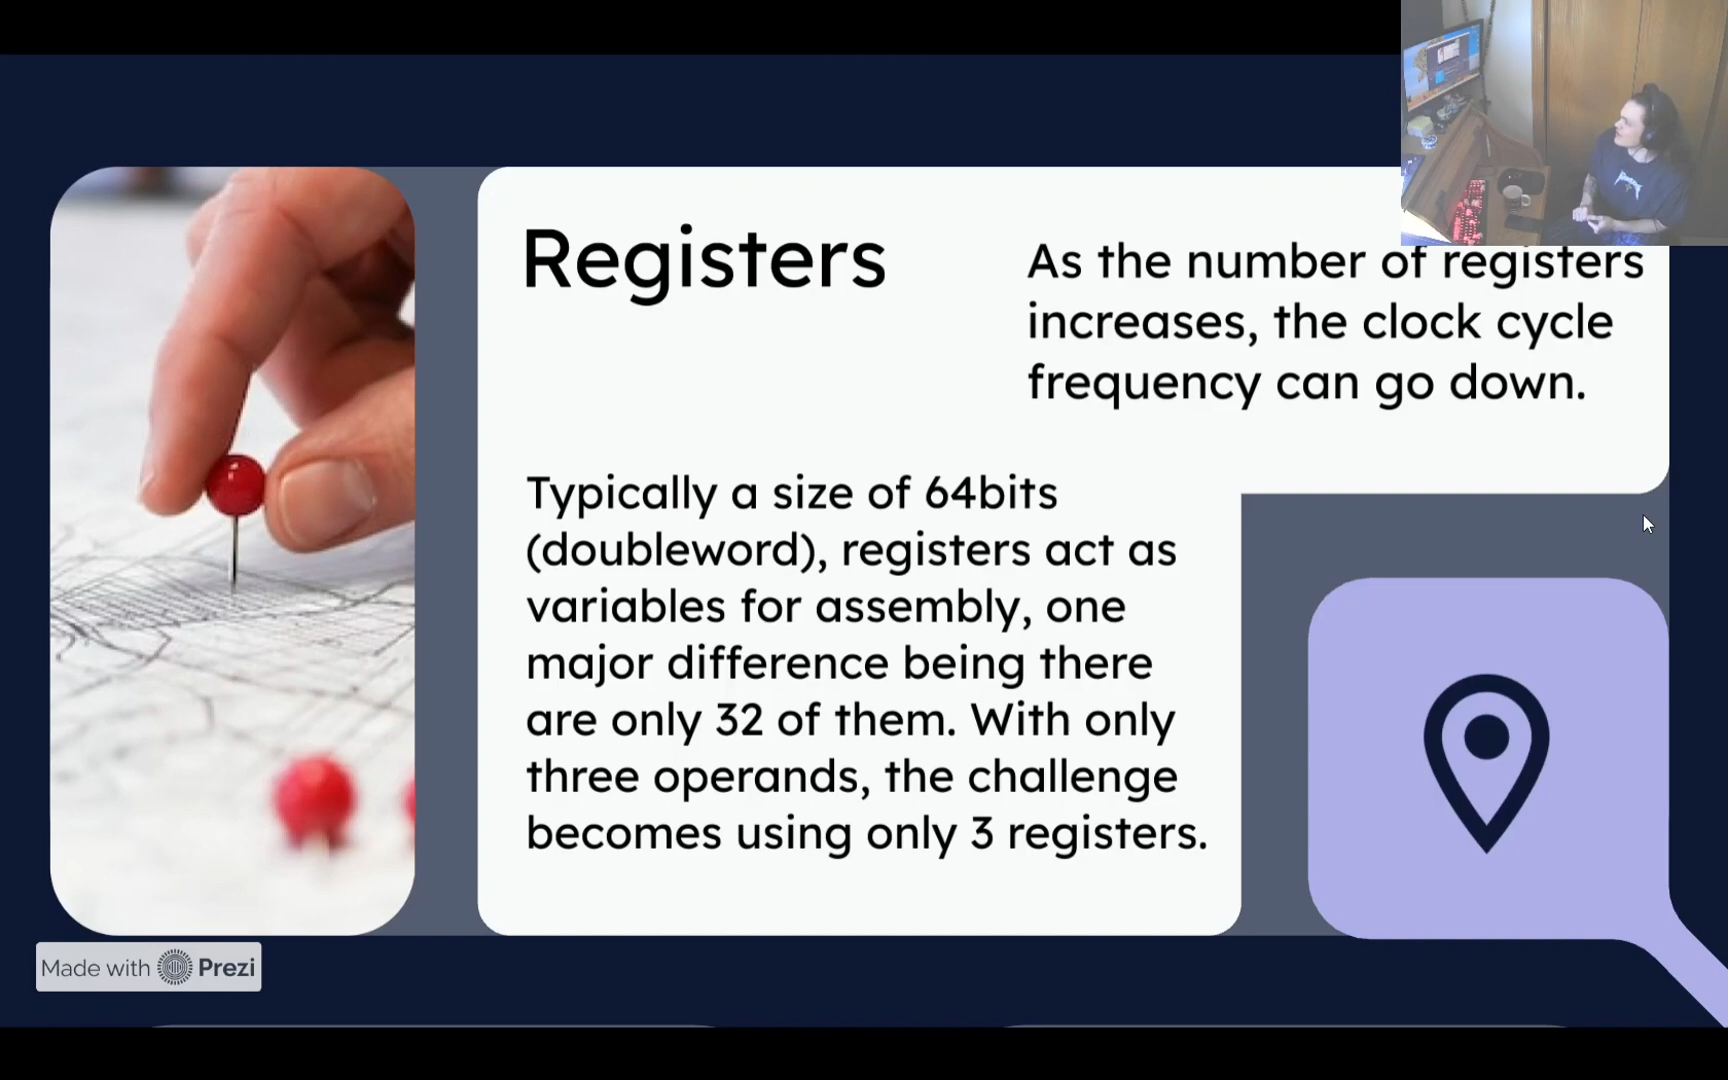 Registers
As the number of registers
increases, the clock cycle
frequency can go down.
Typically a size of 64bits
(doubleword), registers act as
variables for assembly, one
major difference being there
are only 32 of them. With only
three operands, the challenge
becomes using only 3 registers.
Made with Prezi